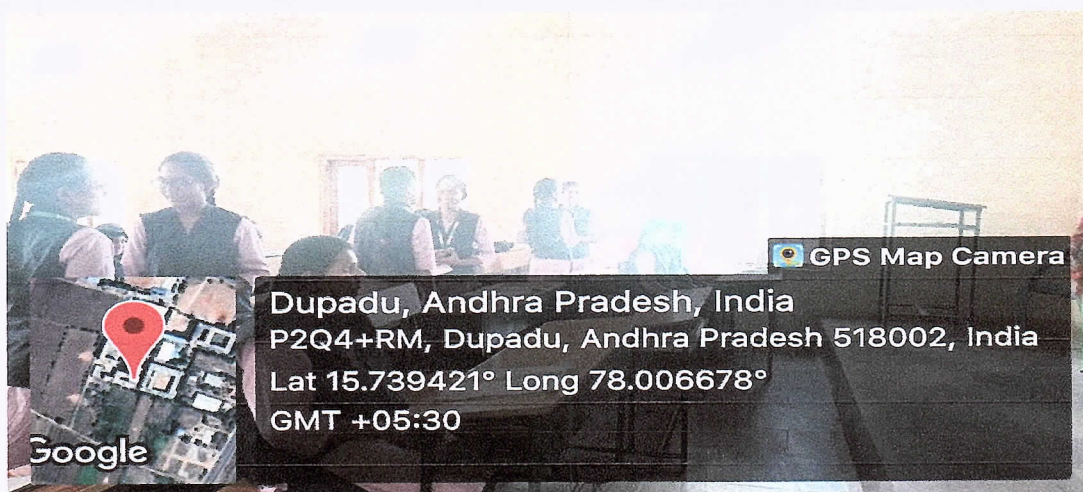 GPS Map Camera
Dupadu, Andhra Pradesh, India
P2Q4+RM, Dupadu, Andhra Pradesh 518002, India
Lat 15.739421° Long 78.006678°
GMT +05:30
Google